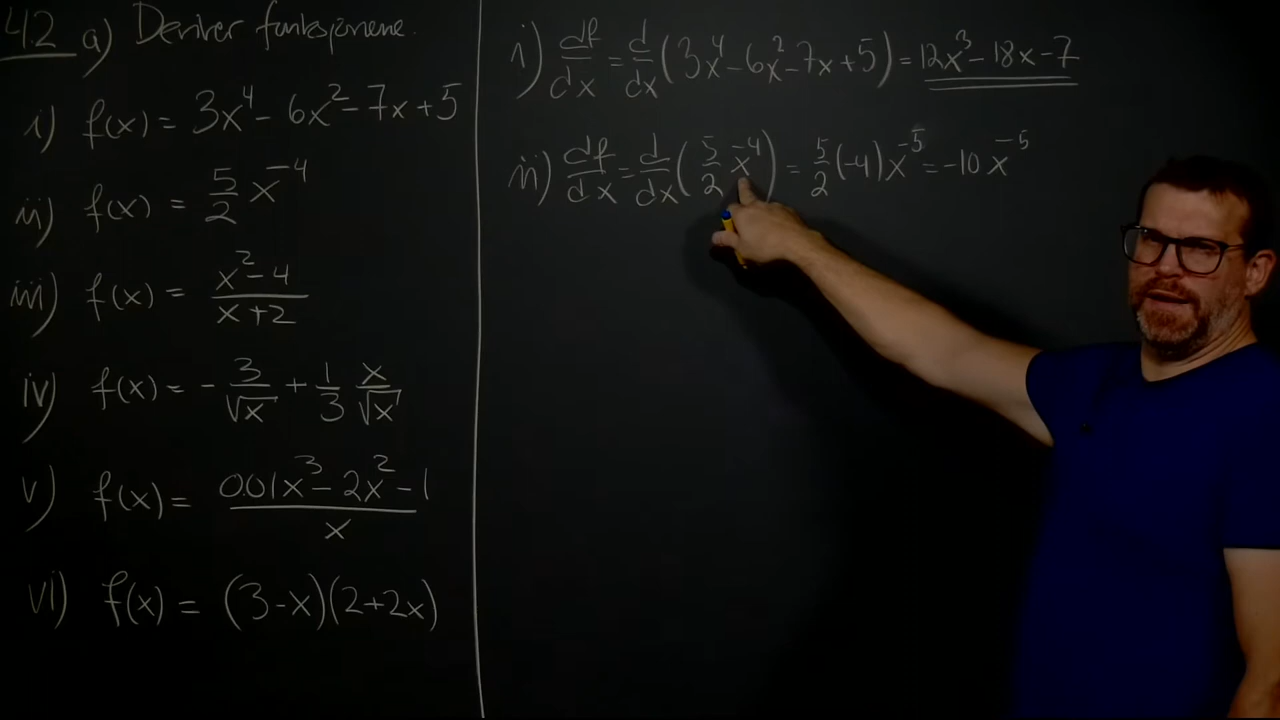 4.2 a) Deriver funksjonene.
i) f(x) = 3x⁴ - 6x² - 7x + 5
ii) f(x) = 5/2 x⁻⁴
iii) f(x) = (x² - 4)/(x + 2)
iv) f(x) = - 3/√x + 1/3 x/√x
v) f(x) = (0.01x³ - 2x² - 1)/x
vi) f(x) = (3-x)(2+2x)
i) df/dx = d/dx (3x⁴ - 6x² - 7x + 5) = 12x³ - 18x - 7
ii) df/dx = d/dx (5/2 x⁻⁴) = 5/2 (-4) x⁻⁵ = -10 x⁻⁵